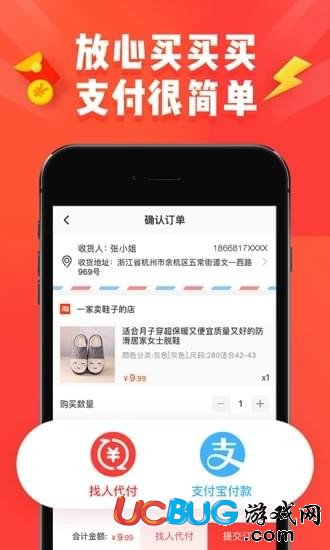 放心买买买
支付很简单
确认订单
收货人：张小姐 1866817XXXX
收货地址：浙江省杭州市余杭区五常街道文一西路
969号
淘 一家卖鞋子的店
适合月子穿超保暖又便宜质量又好的防
滑居家女士脱鞋
颜色分类:灰[灰色],尺码:280适合42-43
¥9.99 x1
购买数量 - 1 +
找人代付 支付宝付款
合计金额: ¥9.99 找人代付 提交
UCBUG游戏网
.com